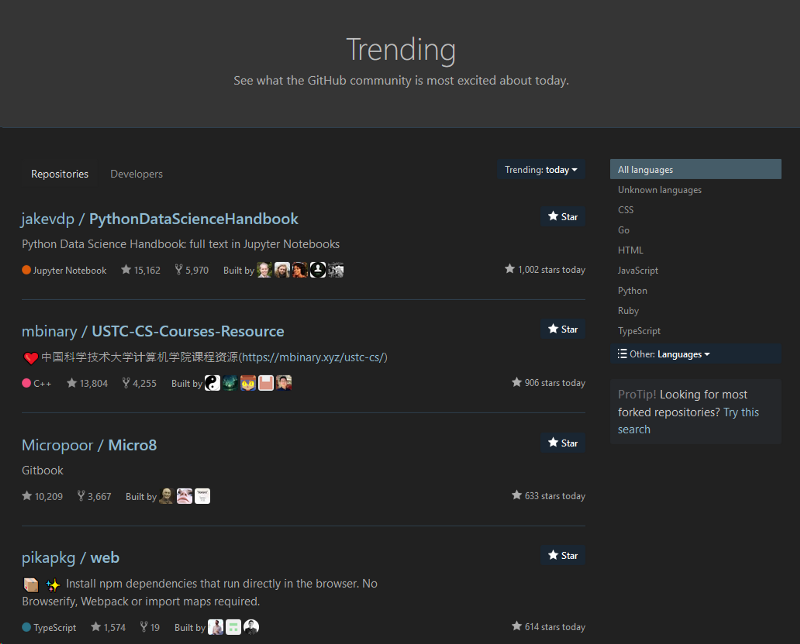 Trending
See what the GitHub community is most excited about today.
Repositories
Developers
Trending: today
jakevdp / PythonDataScienceHandbook
Star
Python Data Science Handbook: full text in Jupyter Notebooks
Jupyter Notebook 15,162 5,970 Built by
1,002 stars today
mbinary / USTC-CS-Courses-Resource
Star
中国科学技术大学计算机学院课程资源(https://mbinary.xyz/ustc-cs/)
C++ 13,804 4,255 Built by
906 stars today
Micropoor / Micro8
Star
Gitbook
10,209 3,667 Built by
633 stars today
pikapkg / web
Star
Install npm dependencies that run directly in the browser. No
Browserify, Webpack or import maps required.
TypeScript 1,574 19 Built by
614 stars today
All languages
Unknown languages
CSS
Go
HTML
JavaScript
Python
Ruby
TypeScript
Other: Languages
ProTip! Looking for most
forked repositories? Try this
search